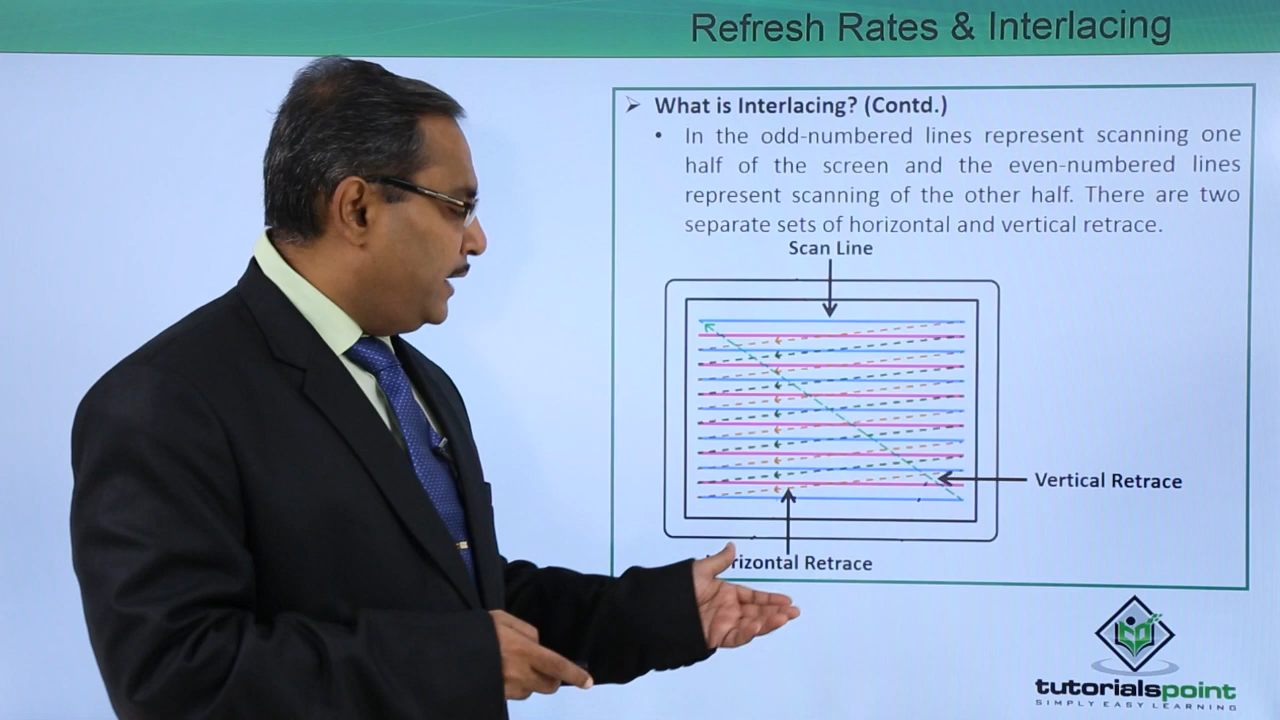 Refresh Rates & Interlacing
➢ What is Interlacing? (Contd.)
• In the odd-numbered lines represent scanning one
half of the screen and the even-numbered lines
represent scanning of the other half. There are two
separate sets of horizontal and vertical retrace.
Scan Line
Vertical Retrace
Retrace
tutorialspoint
SIMPLY EASY LEARNING